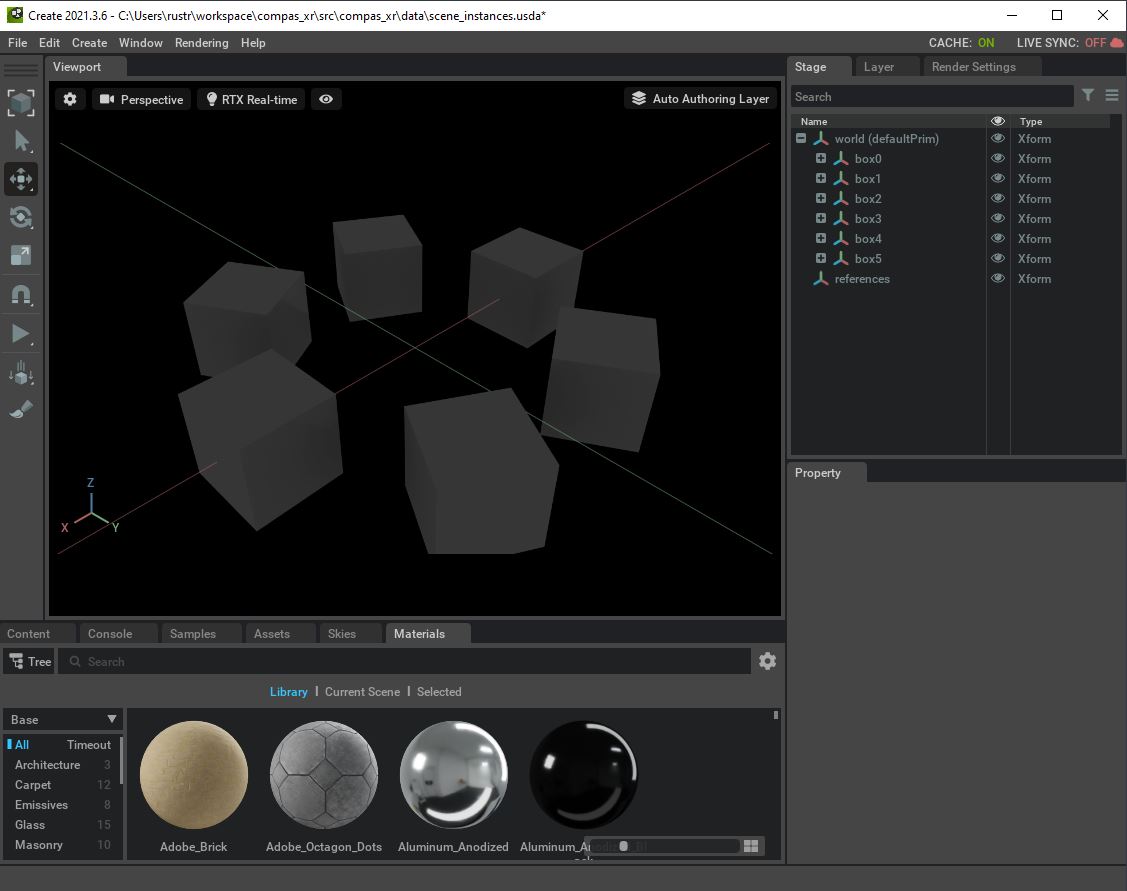 Create 2021.3.6 - C:\Users\rustr\workspace\compas_xr\src\compas_xr\data\scene_instances.usda*
File Edit Create Window Rendering Help CACHE: ON LIVE SYNC: OFF
Viewport
Perspective RTX Real-time Auto Authoring Layer
Z
X
Y
Stage Layer Render Settings
Search
Name Type
world (defaultPrim) Xform
box0 Xform
box1 Xform
box2 Xform
box3 Xform
box4 Xform
box5 Xform
references Xform
Property
Content Console Samples Assets Skies Materials
Tree Search
Library | Current Scene | Selected
Base
All Timeout
Architecture 3
Carpet 12
Emissives 8
Glass 15
Masonry 10
Adobe_Brick Adobe_Octagon_Dots Aluminum_Anodized Aluminum_Anodized_Bl